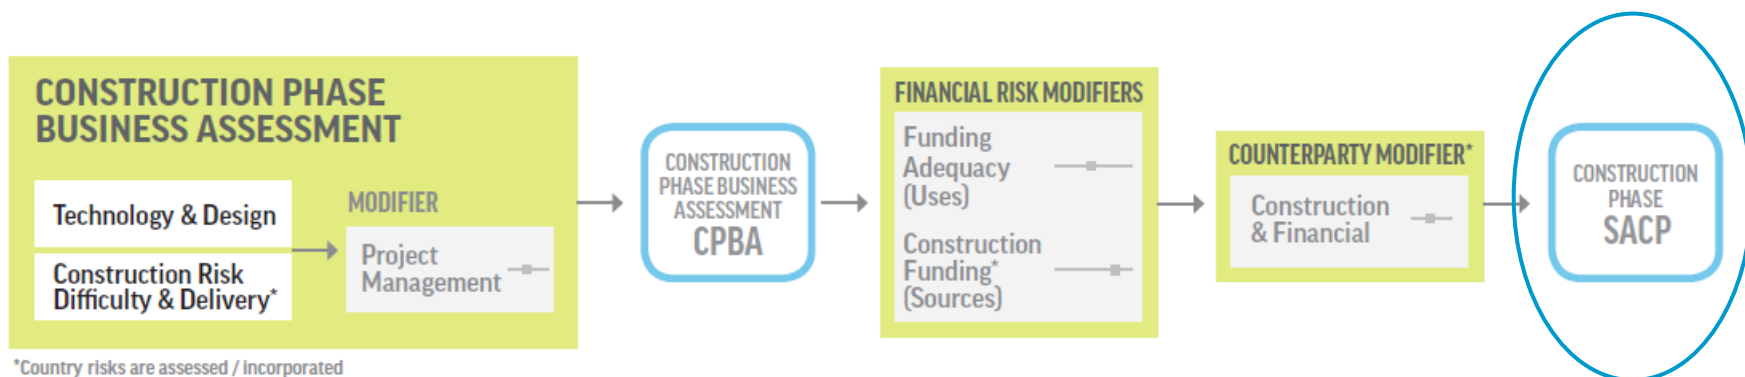 CONSTRUCTION PHASE
BUSINESS ASSESSMENT
Technology & Design
Construction Risk
Difficulty & Delivery*
MODIFIER
Project
Management
CONSTRUCTION
PHASE BUSINESS
ASSESSMENT
CPBA
FINANCIAL RISK MODIFIERS
Funding
Adequacy
(Uses)
Construction
Funding*
(Sources)
COUNTERPARTY MODIFIER*
Construction
& Financial
CONSTRUCTION
PHASE
SACP
*Country risks are assessed / incorporated